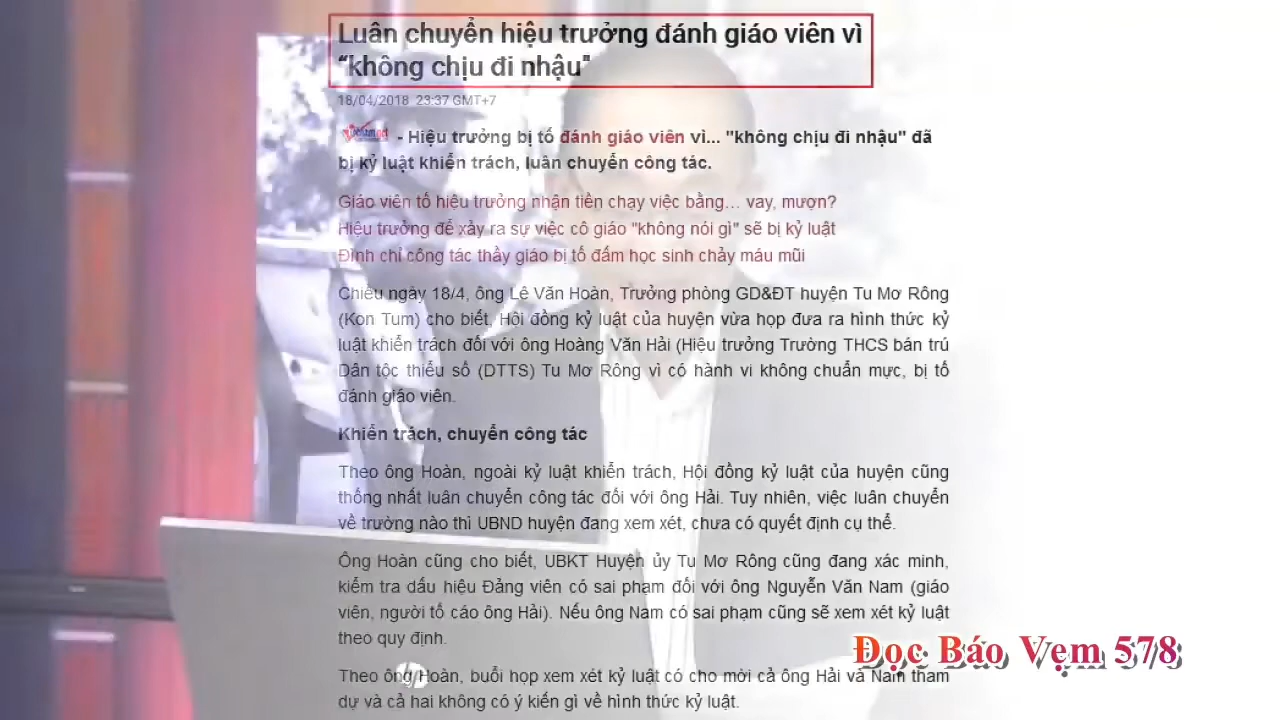 Luân chuyển hiệu trưởng đánh giáo viên vì
“không chịu đi nhậu"
18/04/2018 23:37 GMT+7
- Hiệu trưởng bị tố đánh giáo viên vì... "không chịu đi nhậu" đã
bị kỷ luật khiển trách, luân chuyển công tác.
Giáo viên tố hiệu trưởng nhận tiền chạy việc bằng... vay, mượn?
Hiệu trưởng để xảy ra sự việc cô giáo "không nói gì" sẽ bị kỷ luật
Đình chỉ công tác thầy giáo bị tố đấm học sinh chảy máu mũi
Chiều ngày 18/4, ông Lê Văn Hoàn, Trưởng phòng GD&ĐT huyện Tu Mơ Rông
(Kon Tum) cho biết, Hội đồng kỷ luật của huyện vừa họp đưa ra hình thức kỷ
luật khiển trách đối với ông Hoàng Văn Hải (Hiệu trưởng Trường THCS bán trú
Dân tộc thiểu số (DTTS) Tu Mơ Rông vì có hành vi không chuẩn mực, bị tố
đánh giáo viên.
Khiển trách, chuyển công tác
Theo ông Hoàn, ngoài kỷ luật khiển trách, Hội đồng kỷ luật của huyện cũng
thống nhất luân chuyển công tác đối với ông Hải. Tuy nhiên, việc luân chuyển
về trường nào thì UBND huyện đang xem xét, chưa có quyết định cụ thể.
Ông Hoàn cũng cho biết, UBKT Huyện ủy Tu Mơ Rông cũng đang xác minh,
kiểm tra dấu hiệu Đảng viên có sai phạm đối với ông Nguyễn Văn Nam (giáo
viên, người tố cáo ông Hải). Nếu ông Nam có sai phạm cũng sẽ xem xét kỷ luật
theo quy định.
Đọc Báo Vẹm 578
Theo ông Hoàn, buổi họp xem xét kỷ luật có cho mời cả ông Hải và Nam tham
dự và cả hai không có ý kiến gì về hình thức kỷ luật.